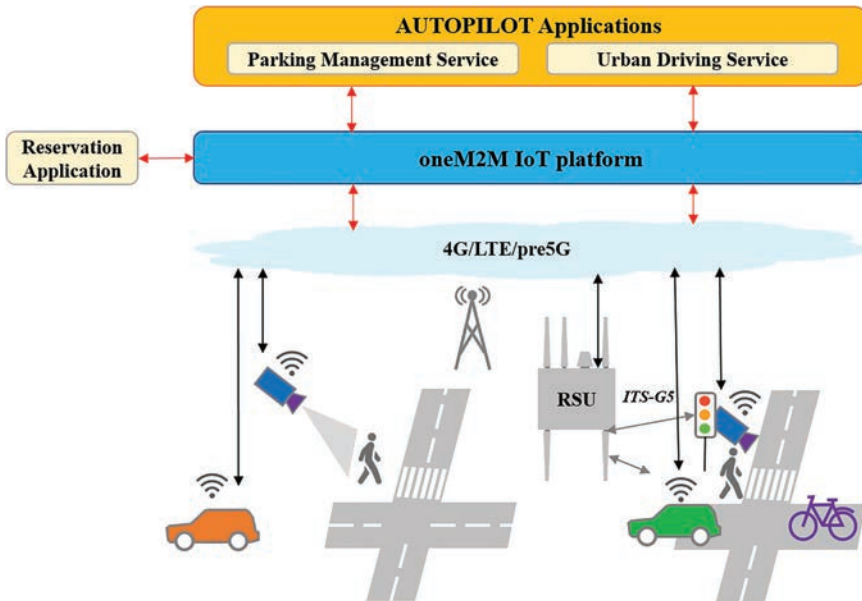 AUTOPILOT Applications
Parking Management Service
Urban Driving Service
Reservation
Application
oneM2M IoT platform
4G/LTE/pre5G
RSU
ITS-G5